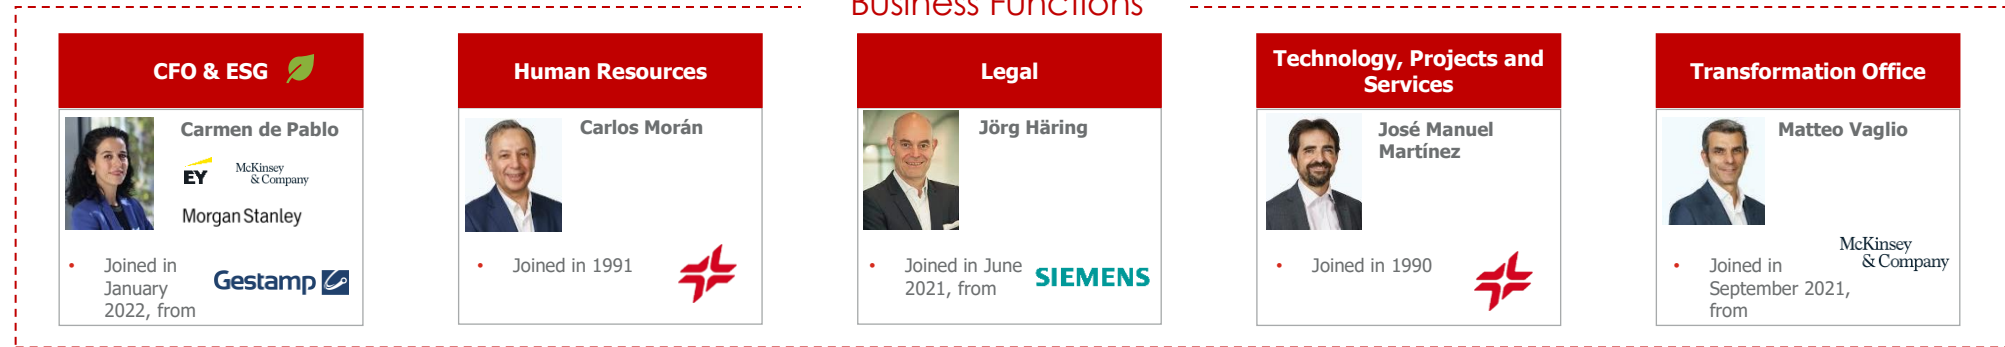 Business Functions
CFO & ESG
Carmen de Pablo
EY
McKinsey
& Company
Morgan Stanley
• Joined in
January
2022, from
Gestamp
Human Resources
Carlos Morán
• Joined in 1991
Legal
Jörg Häring
• Joined in June
2021, from
SIEMENS
Technology, Projects and
Services
José Manuel
Martínez
• Joined in 1990
Transformation Office
Matteo Vaglio
McKinsey
& Company
• Joined in
September 2021,
from